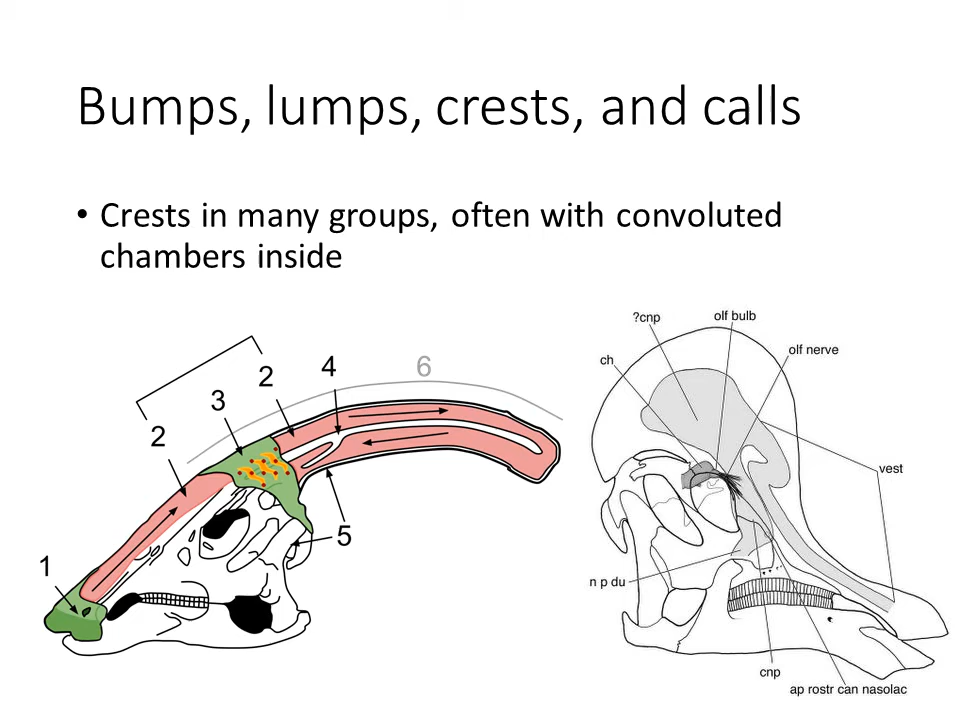 Bumps, lumps, crests, and calls
• Crests in many groups, often with convoluted
chambers inside
2
3
2
4
6
1
5
?cnp
olf bulb
olf nerve
ch
vest
n p du
cnp
ap rostr can nasolac